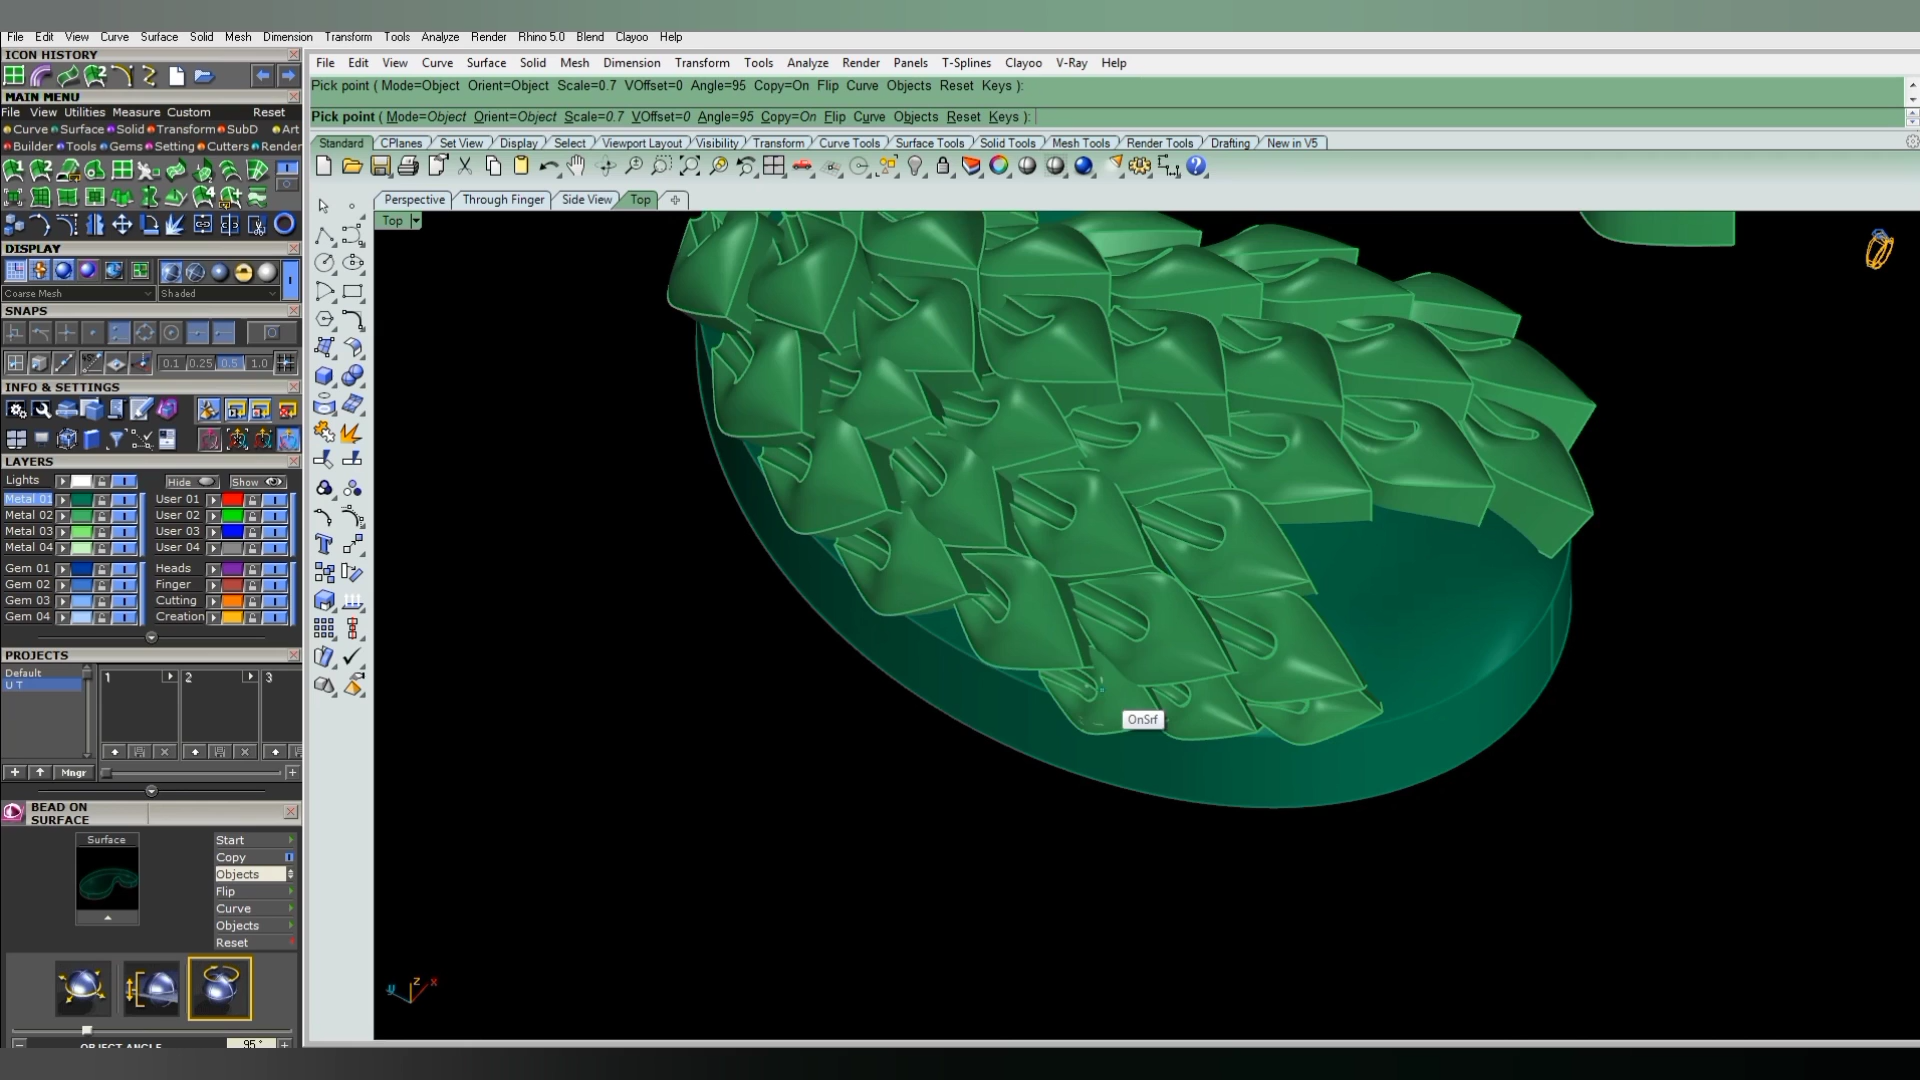 File Edit View Curve Surface Solid Mesh Dimension Transform Tools Analyze Render Rhino 5.0 Blend Clayoo Help
ICON HISTORY
MAIN MENU
File View Utilities Measure Custom Reset
Curve Surface Solid Transform SubD Art
Builder Tools Gems Setting Cutters Render
DISPLAY
Coarse Mesh Shaded
SNAPS
0.1 0.25 0.5 1.0
INFO & SETTINGS
LAYERS
Lights Hide Show
Metal 01 User 01
Metal 02 User 02
Metal 03 User 03
Metal 04 User 04
Gem 01 Heads
Gem 02 Finger
Gem 03 Cutting
Gem 04 Creation
PROJECTS
Default
U T
1 2 3
Mngr
BEAD ON
SURFACE
Surface
Start
Copy
Objects
Flip
Curve
Objects
Reset
OBJECT ANGLE 95 °
File Edit View Curve Surface Solid Mesh Dimension Transform Tools Analyze Render Panels T-Splines Clayoo V-Ray Help
Pick point ( Mode=Object Orient=Object Scale=0.7 VOffset=0 Angle=95 Copy=On Flip Curve Objects Reset Keys ):
Pick point ( Mode=Object Orient=Object Scale=0.7 VOffset=0 Angle=95 Copy=On Flip Curve Objects Reset Keys ):
Standard CPlanes Set View Display Select Viewport Layout Visibility Transform Curve Tools Surface Tools Solid Tools Mesh Tools Render Tools Drafting New in V5
Perspective Through Finger Side View Top
Top
OnSrf
z
y x